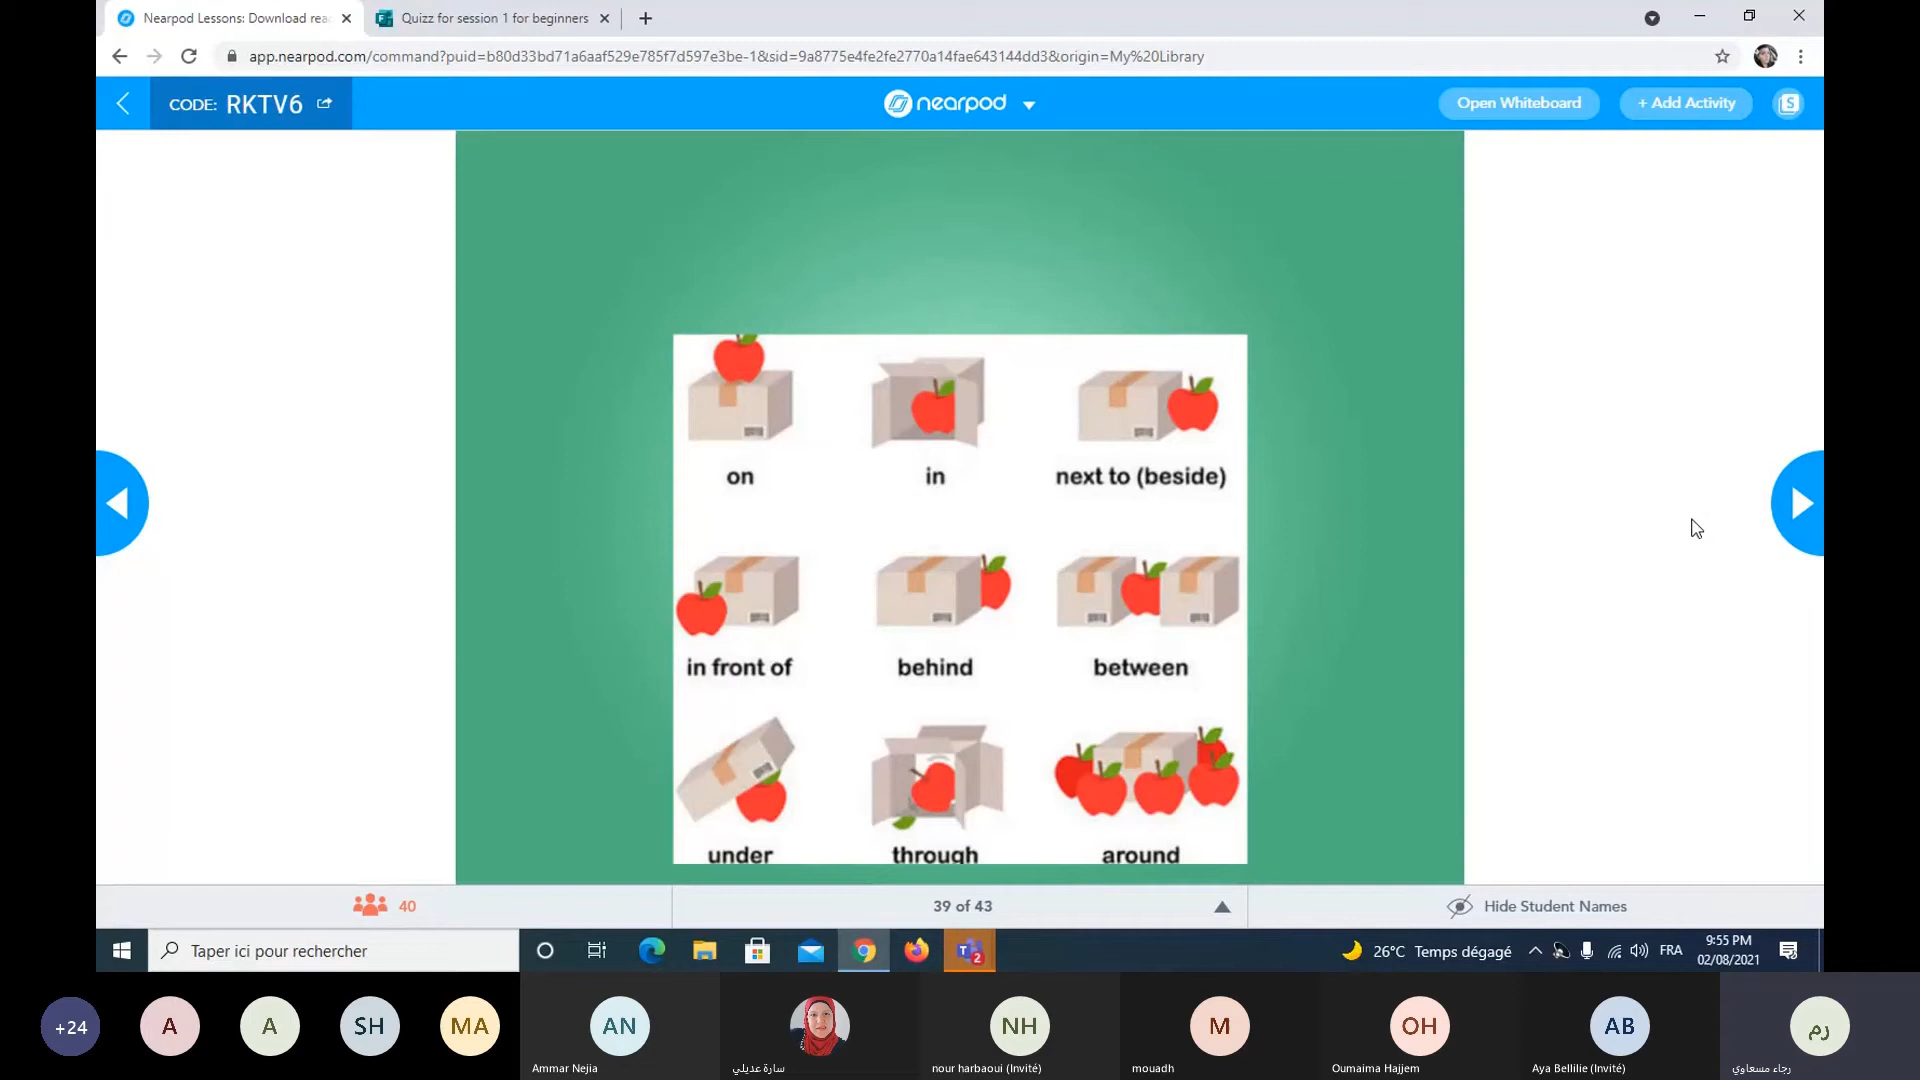 Nearpod Lessons: Download rea
Quizz for session 1 for beginners
app.nearpod.com/command?puid=b80d33bd71a6aaf529e785f7d597e3be-1&sid=9a8775e4fe2fe2770a14fae643144dd3&origin=My%20Library
CODE: RKTV6
nearpod
Open Whiteboard
+ Add Activity
S
on
in
next to (beside)
in front of
behind
between
under
through
around
40
39 of 43
Hide Student Names
Taper ici pour rechercher
2
26°C Temps dégagé
FRA
9:55 PM
02/08/2021
+24
A
A
SH
MA
AN
NH
M
OH
AB
رم
Ammar Nejia
سارة عديلي
nour harbaoui (Invité)
mouadh
Oumaima Hajjem
Aya Bellilie (Invité)
رجاء مسعاوي